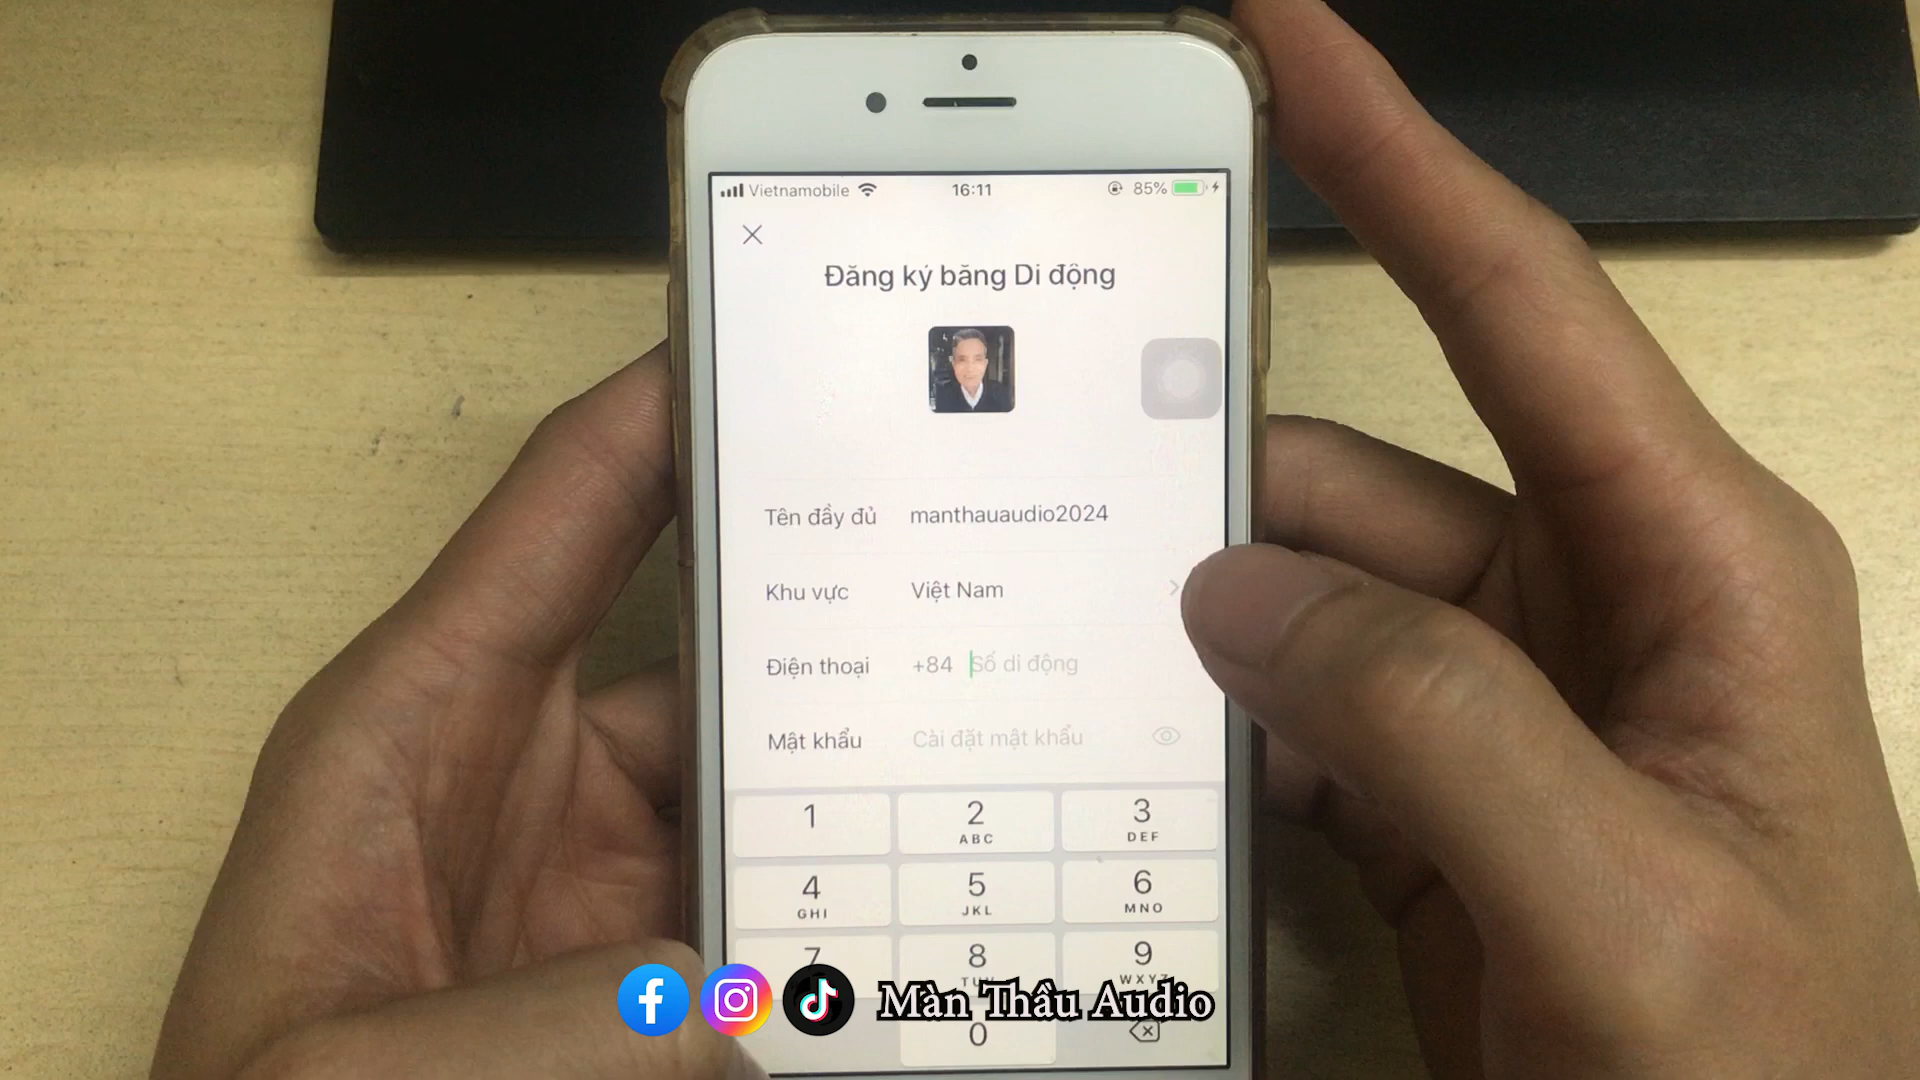 Vietnamobile 16:11 85%
Đăng ký bằng Di động
Tên đầy đủ manthauaudio2024
Khu vực Việt Nam
Điện thoại +84 Số di động
Mật khẩu Cài đặt mật khẩu
1 2 3
ABC DEF
4 5 6
GHI JKL MNO
7 8 9
WXYZ
Màn Thầu Audio
0